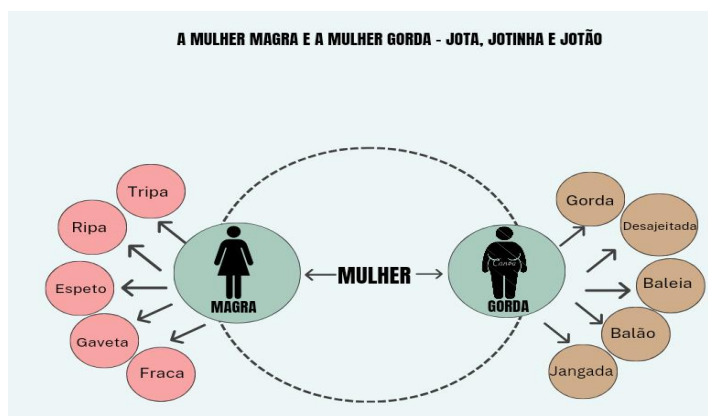 A MULHER MAGRA E A MULHER GORDA - JOTA, JOTINHA E JOTÃO
Tripa
Ripa
Espeto
Gaveta
Fraca
MAGRA
MULHER
GORDA
Canva
Gorda
Desajeitada
Baleia
Balão
Jangada